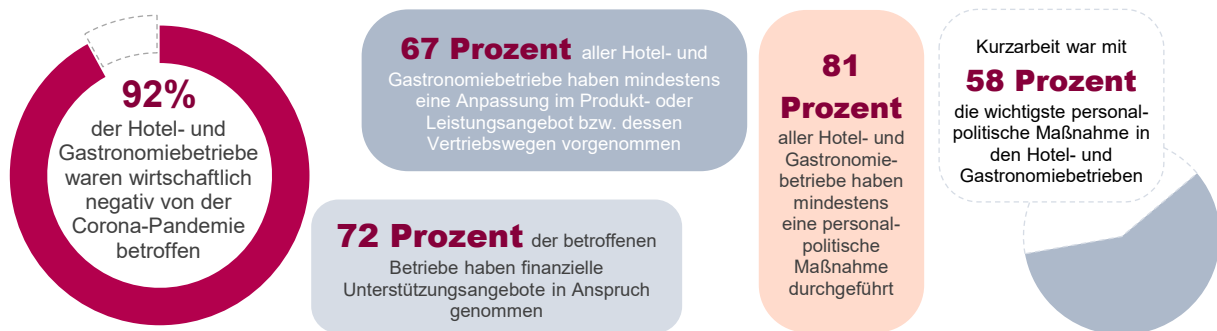 92%
der Hotel- und
Gastronomiebetriebe
waren wirtschaftlich
negativ von der
Corona-Pandemie
betroffen
67 Prozent aller Hotel- und
Gastronomiebetriebe haben mindestens
eine Anpassung im Produkt- oder
Leistungsangebot bzw. dessen
Vertriebswegen vorgenommen
72 Prozent der betroffenen
Betriebe haben finanzielle
Unterstützungsangebote in Anspruch
genommen
81
Prozent
aller Hotel- und
Gastronomie-
betriebe haben
mindestens
eine personal-
politische
Maßnahme
durchgeführt
Kurzarbeit war mit
58 Prozent
die wichtigste personal-
politische Maßnahme in
den Hotel- und
Gastronomiebetrieben